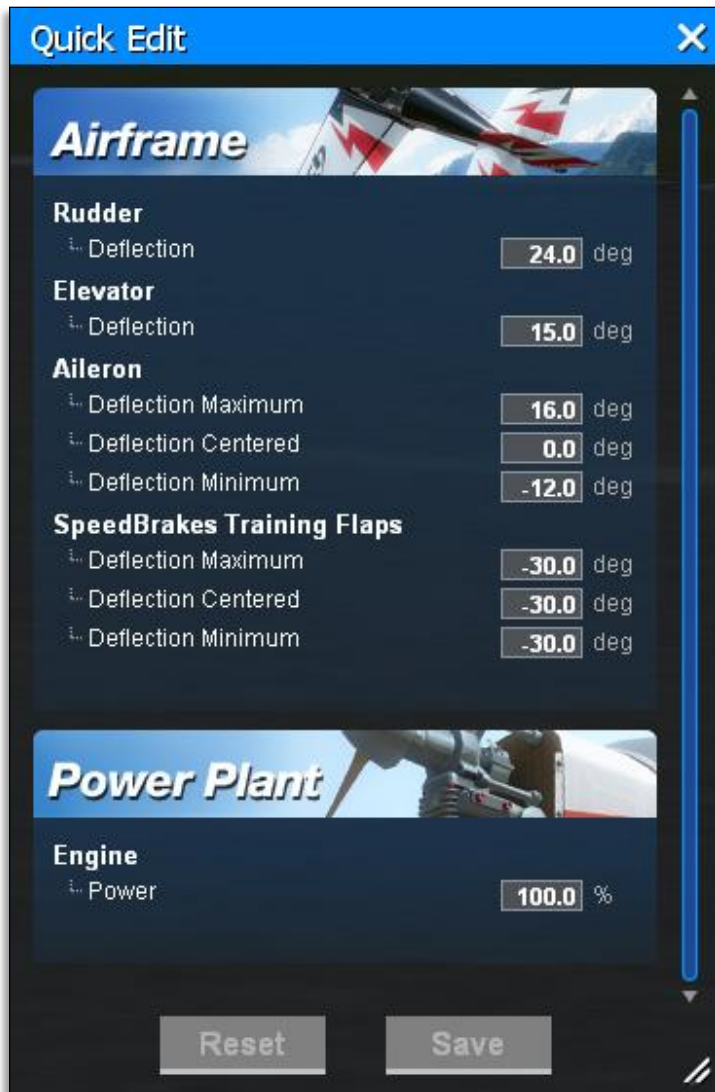 Quick Edit
Airframe
Rudder
Deflection 24.0 deg
Elevator
Deflection 15.0 deg
Aileron
Deflection Maximum 16.0 deg
Deflection Centered 0.0 deg
Deflection Minimum -12.0 deg
SpeedBrakes Training Flaps
Deflection Maximum -30.0 deg
Deflection Centered -30.0 deg
Deflection Minimum -30.0 deg
Power Plant
Engine
Power 100.0 %
Reset Save